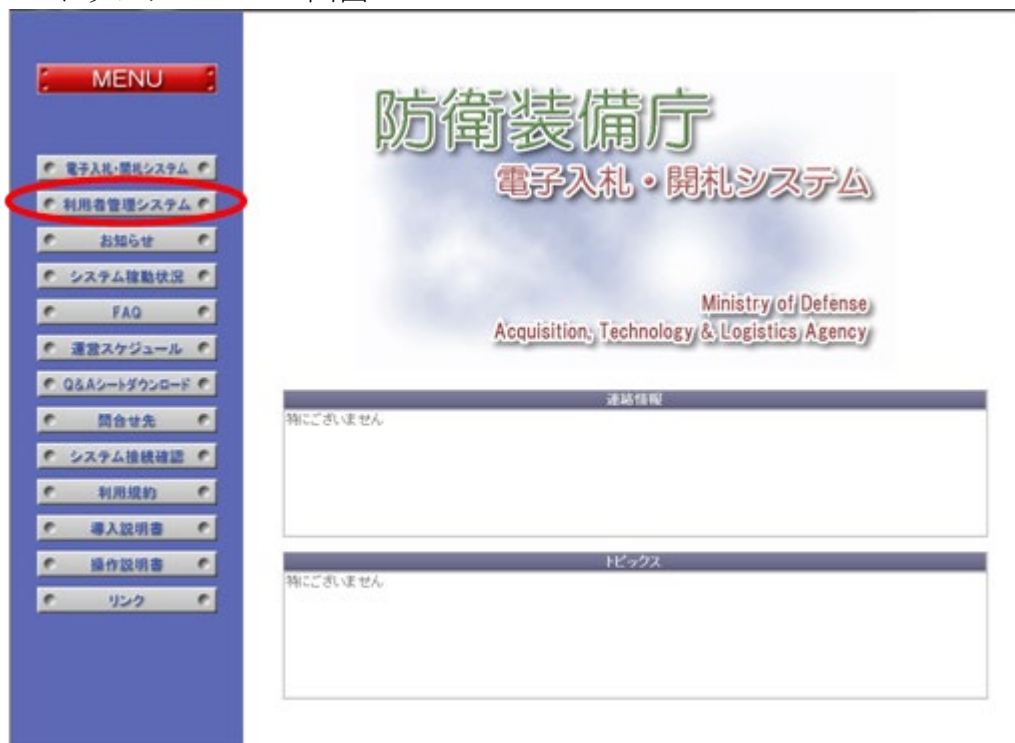 MENU
電子入札・開札システム
利用者管理システム
お知らせ
システム稼動状況
FAQ
運営スケジュール
Q&Aシートダウンロード
問合せ先
システム接続確認
利用規約
導入説明書
操作説明書
リンク
防衛装備庁
電子入札・開札システム
Ministry of Defense
Acquisition, Technology & Logistics Agency
連絡情報
特にございません
トピックス
特にございません